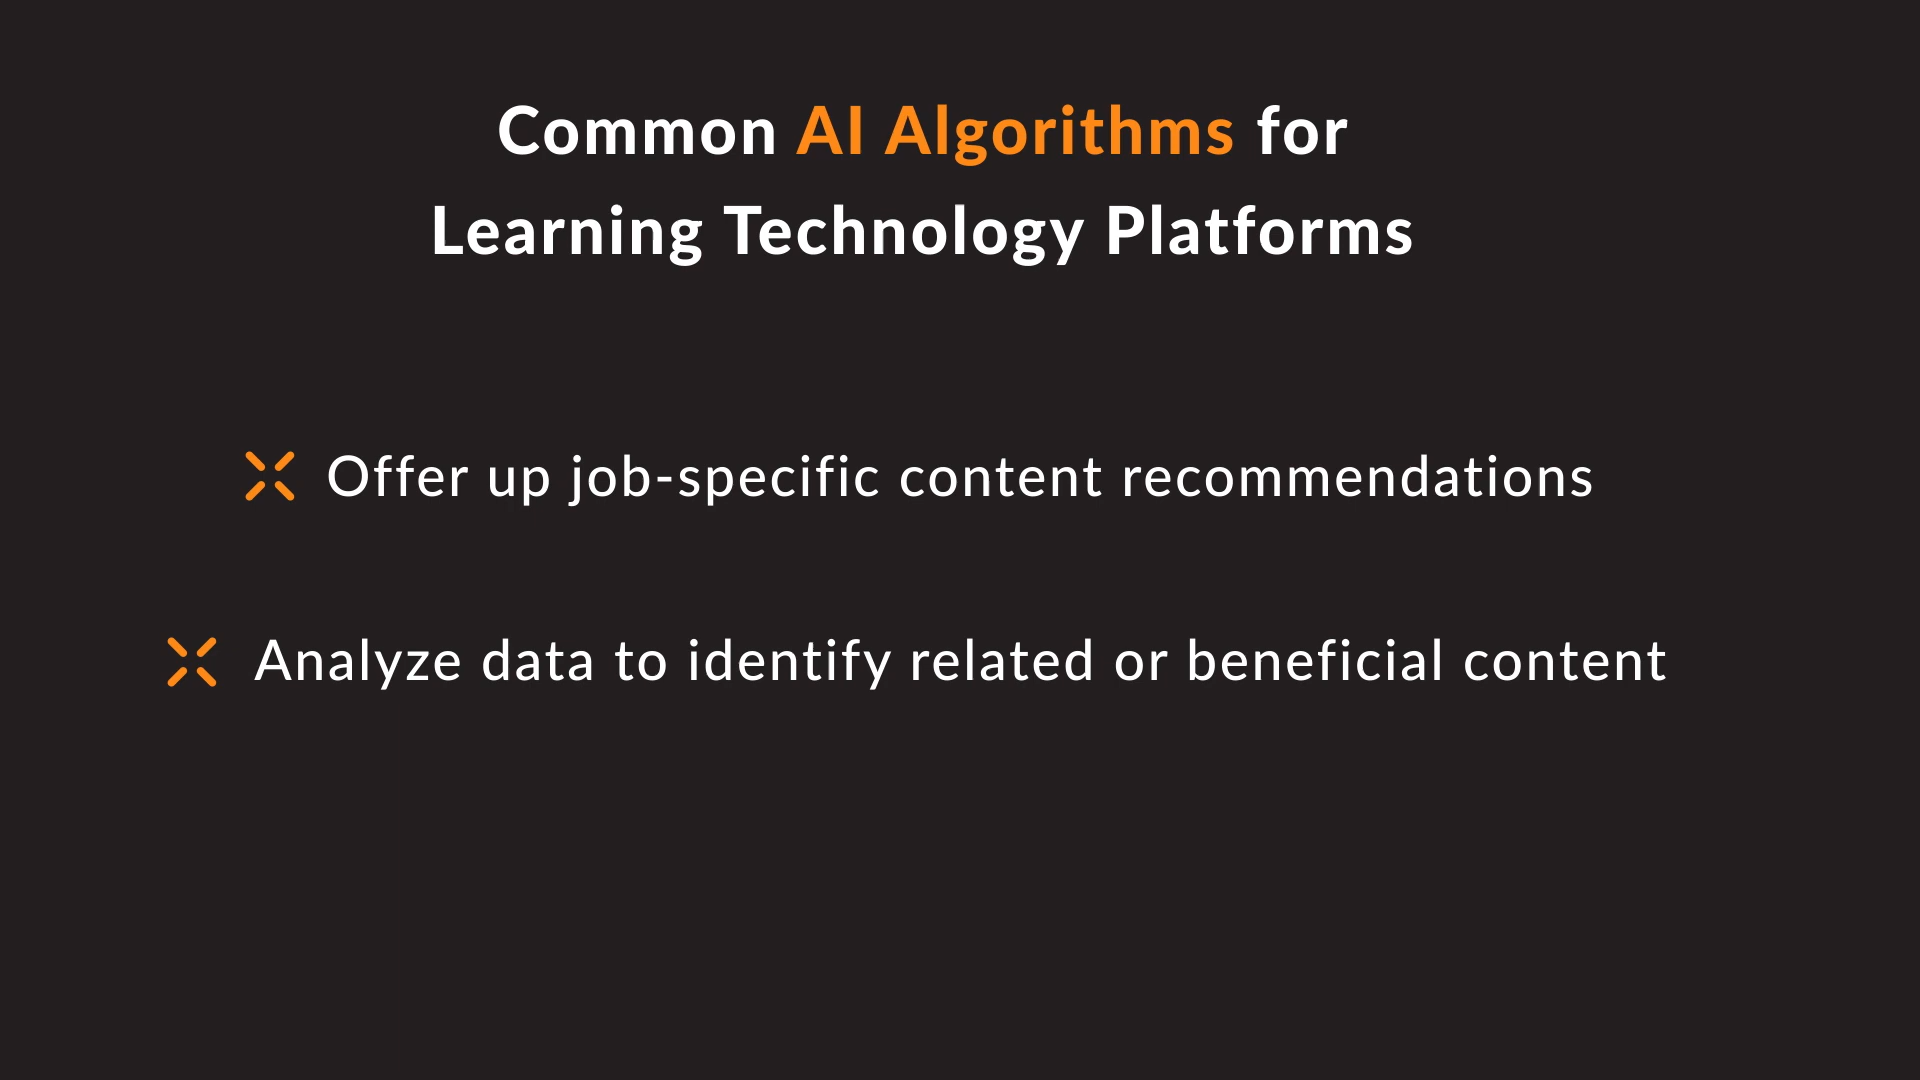 Common AI Algorithms for
Learning Technology Platforms
Offer up job-specific content recommendations
Analyze data to identify related or beneficial content